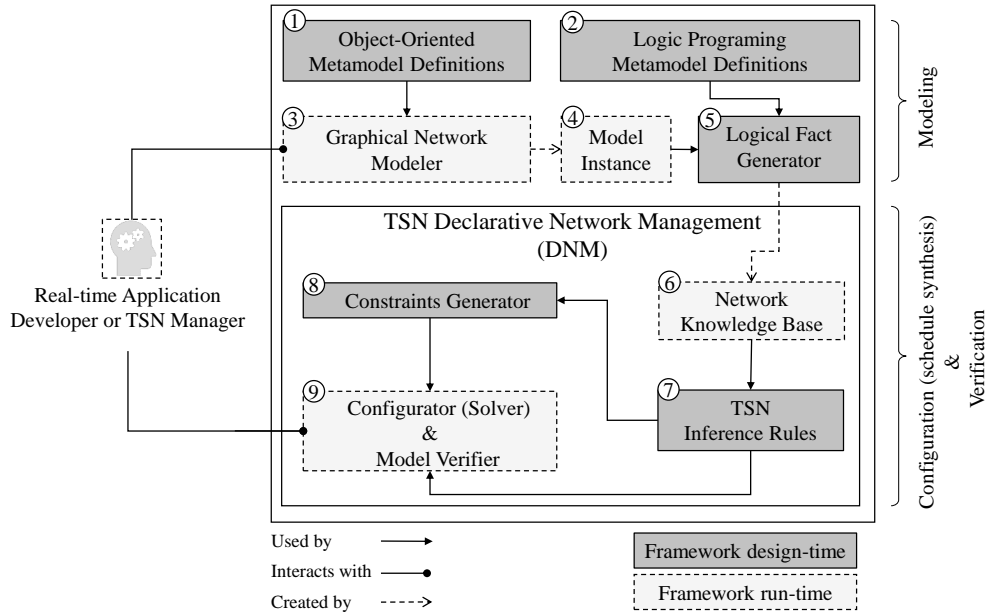 ①
Object-Oriented
Metamodel Definitions
②
Logic Programing
Metamodel Definitions
③
Graphical Network
Modeler
④
Model
Instance
⑤
Logical Fact
Generator
Modeling
TSN Declarative Network Management
(DNM)
Real-time Application
Developer or TSN Manager
⑧
Constraints Generator
⑥
Network
Knowledge Base
⑨
Configurator (Solver)
&
Model Verifier
⑦
TSN
Inference Rules
Configuration (schedule synthesis)
&
Verification
Used by
Interacts with
Created by
Framework design-time
Framework run-time